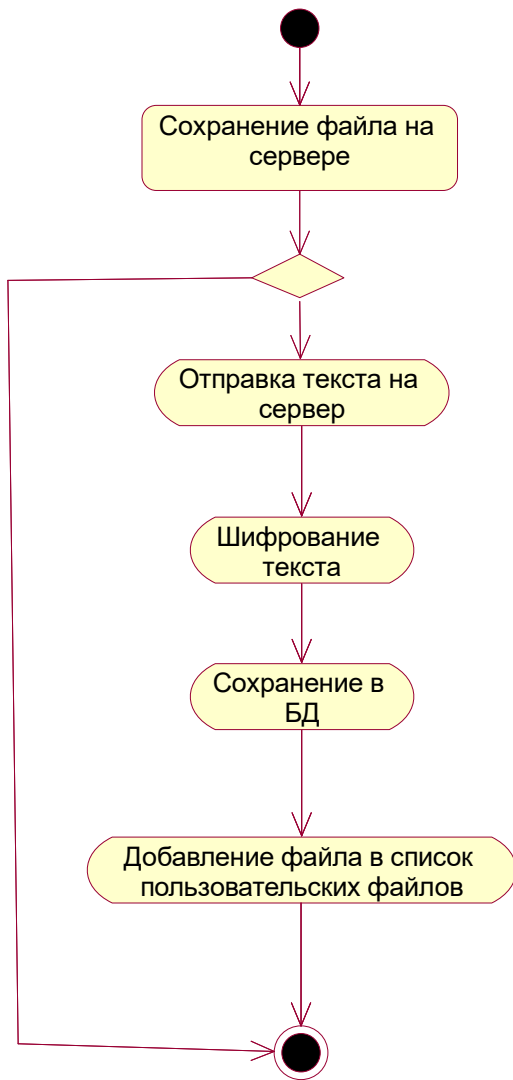 Сохранение файла на
сервере
Отправка текста на
сервер
Шифрование
текста
Сохранение в
БД
Добавление файла в список
пользовательских файлов